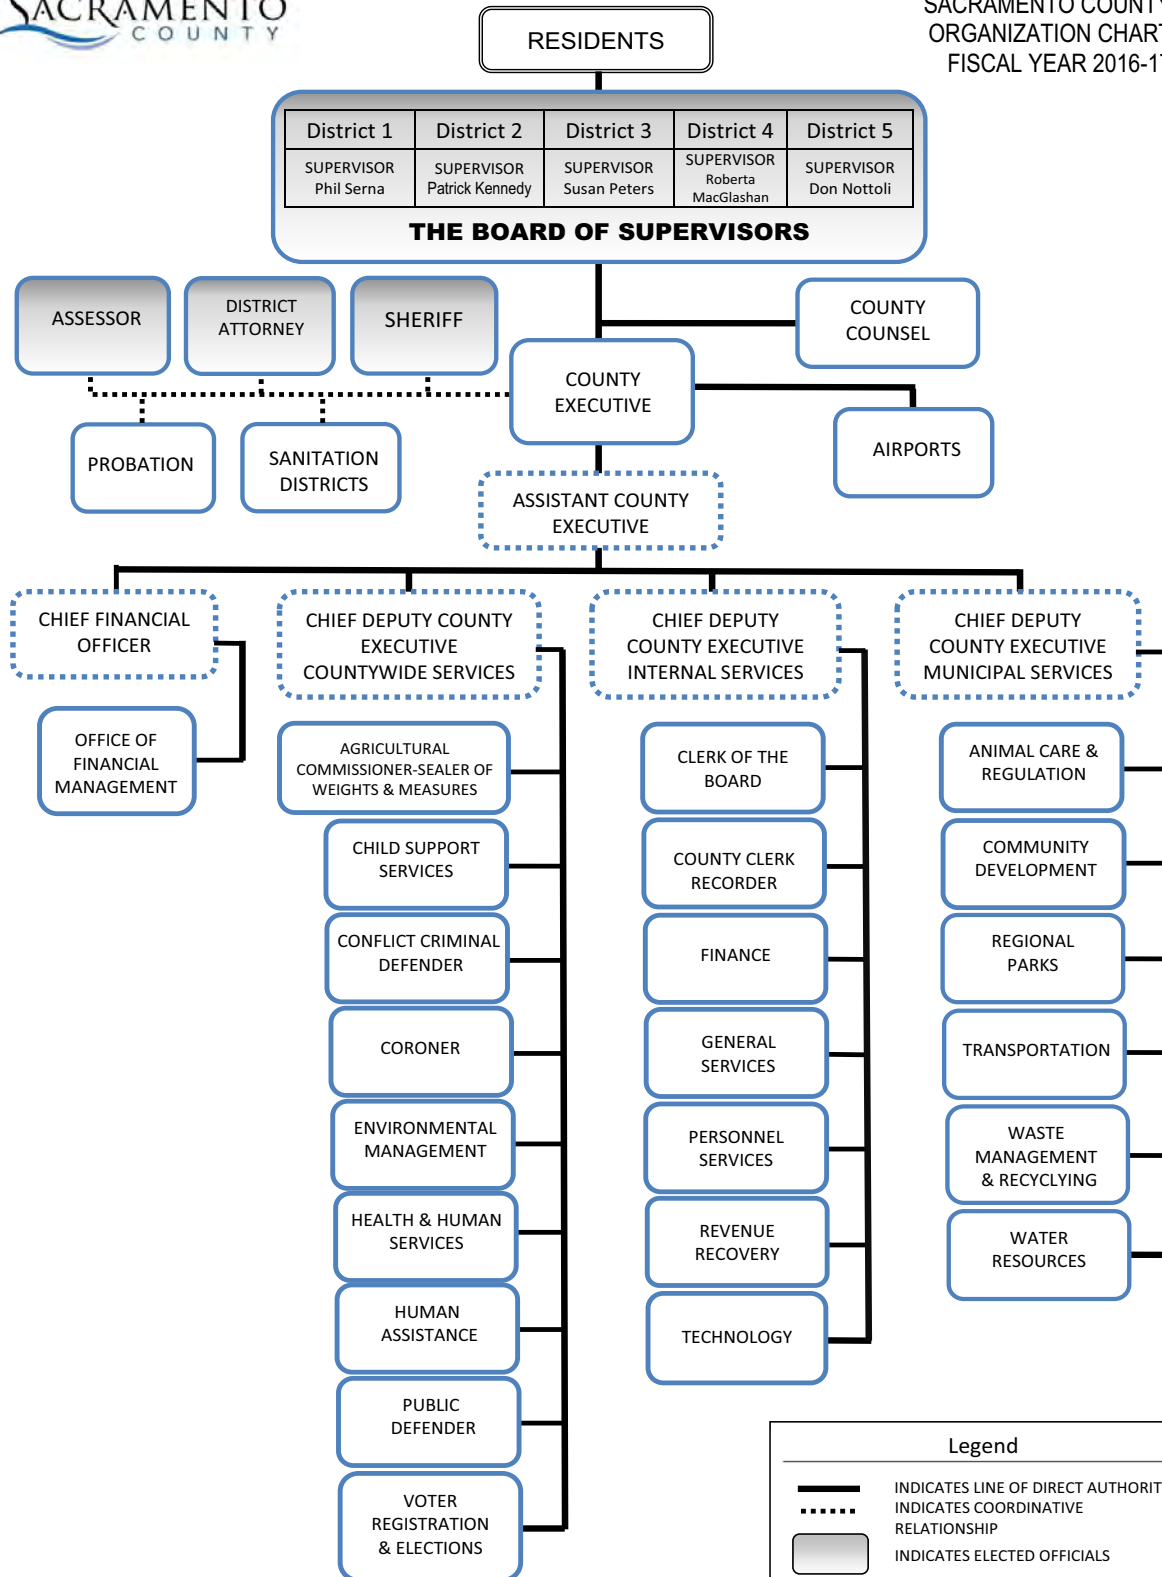 SACRAMENTO
COUNTY
SACRAMENTO COUNTY
ORGANIZATION CHART
FISCAL YEAR 2016-17
RESIDENTS
District 1
District 2
District 3
District 4
District 5
SUPERVISOR
Phil Serna
SUPERVISOR
Patrick Kennedy
SUPERVISOR
Susan Peters
SUPERVISOR
Roberta
MacGlashan
SUPERVISOR
Don Nottoli
THE BOARD OF SUPERVISORS
ASSESSOR
DISTRICT
ATTORNEY
SHERIFF
COUNTY
COUNSEL
COUNTY
EXECUTIVE
PROBATION
SANITATION
DISTRICTS
AIRPORTS
ASSISTANT COUNTY
EXECUTIVE
CHIEF FINANCIAL
OFFICER
OFFICE OF
FINANCIAL
MANAGEMENT
CHIEF DEPUTY COUNTY
EXECUTIVE
COUNTYWIDE SERVICES
AGRICULTURAL
COMMISSIONER-SEALER OF
WEIGHTS & MEASURES
CHILD SUPPORT
SERVICES
CONFLICT CRIMINAL
DEFENDER
CORONER
ENVIRONMENTAL
MANAGEMENT
HEALTH & HUMAN
SERVICES
HUMAN
ASSISTANCE
PUBLIC
DEFENDER
VOTER
REGISTRATION
& ELECTIONS
CHIEF DEPUTY
COUNTY EXECUTIVE
INTERNAL SERVICES
CLERK OF THE
BOARD
COUNTY CLERK
RECORDER
FINANCE
GENERAL
SERVICES
PERSONNEL
SERVICES
REVENUE
RECOVERY
TECHNOLOGY
CHIEF DEPUTY
COUNTY EXECUTIVE
MUNICIPAL SERVICES
ANIMAL CARE &
REGULATION
COMMUNITY
DEVELOPMENT
REGIONAL
PARKS
TRANSPORTATION
WASTE
MANAGEMENT
& RECYCLYING
WATER
RESOURCES
Legend
INDICATES LINE OF DIRECT AUTHORIT
INDICATES COORDINATIVE
RELATIONSHIP
INDICATES ELECTED OFFICIALS